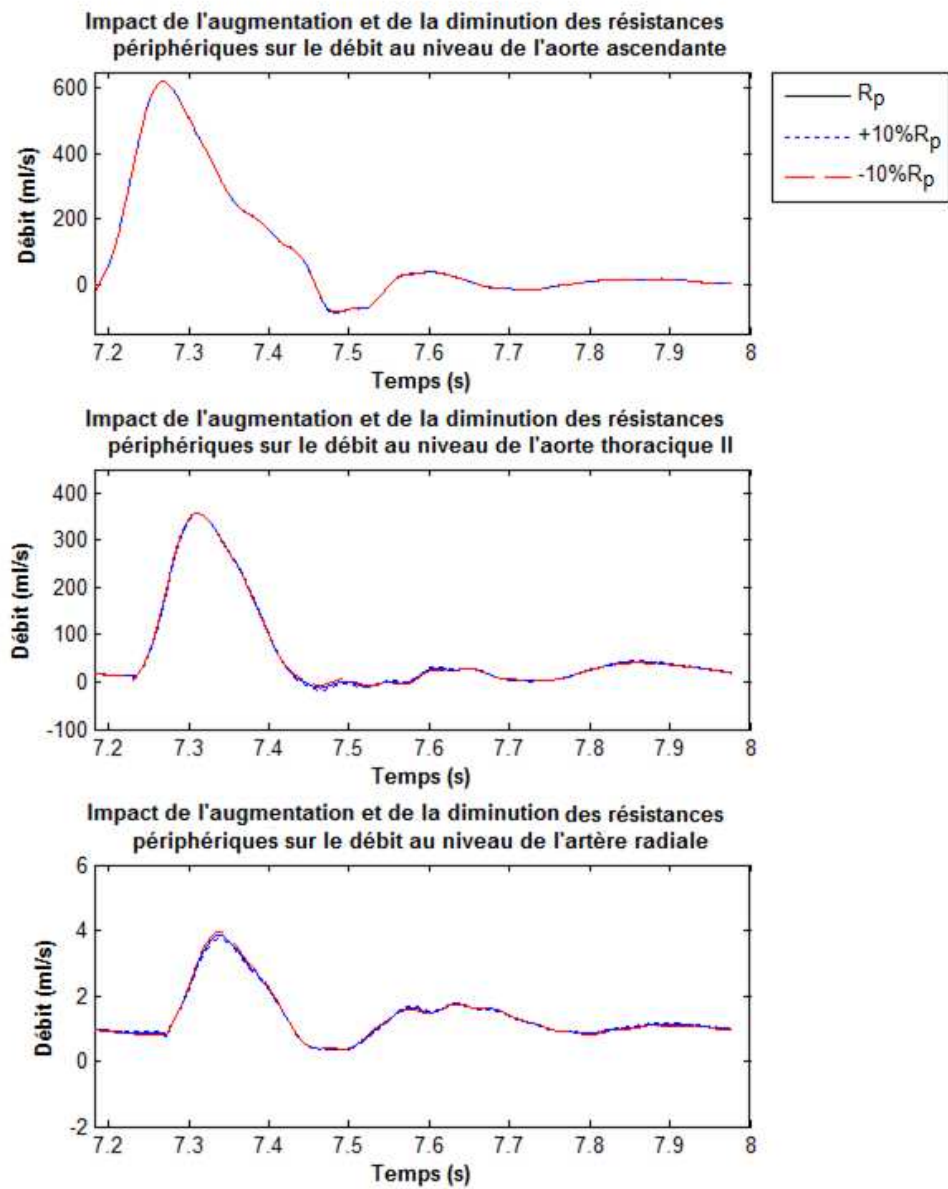 Impact de l'augmentation et de la diminution des résistances
périphériques sur le débit au niveau de l'aorte ascendante
Rp
+10%Rp
-10%Rp
Débit (ml/s)
600
400
200
0
7.2 7.3 7.4 7.5 7.6 7.7 7.8 7.9 8
Temps (s)
Impact de l'augmentation et de la diminution des résistances
périphériques sur le débit au niveau de l'aorte thoracique II
Débit (ml/s)
400
300
200
100
0
-100
7.2 7.3 7.4 7.5 7.6 7.7 7.8 7.9 8
Temps (s)
Impact de l'augmentation et de la diminution des résistances
périphériques sur le débit au niveau de l'artère radiale
Débit (ml/s)
6
4
2
0
-2
7.2 7.3 7.4 7.5 7.6 7.7 7.8 7.9 8
Temps (s)